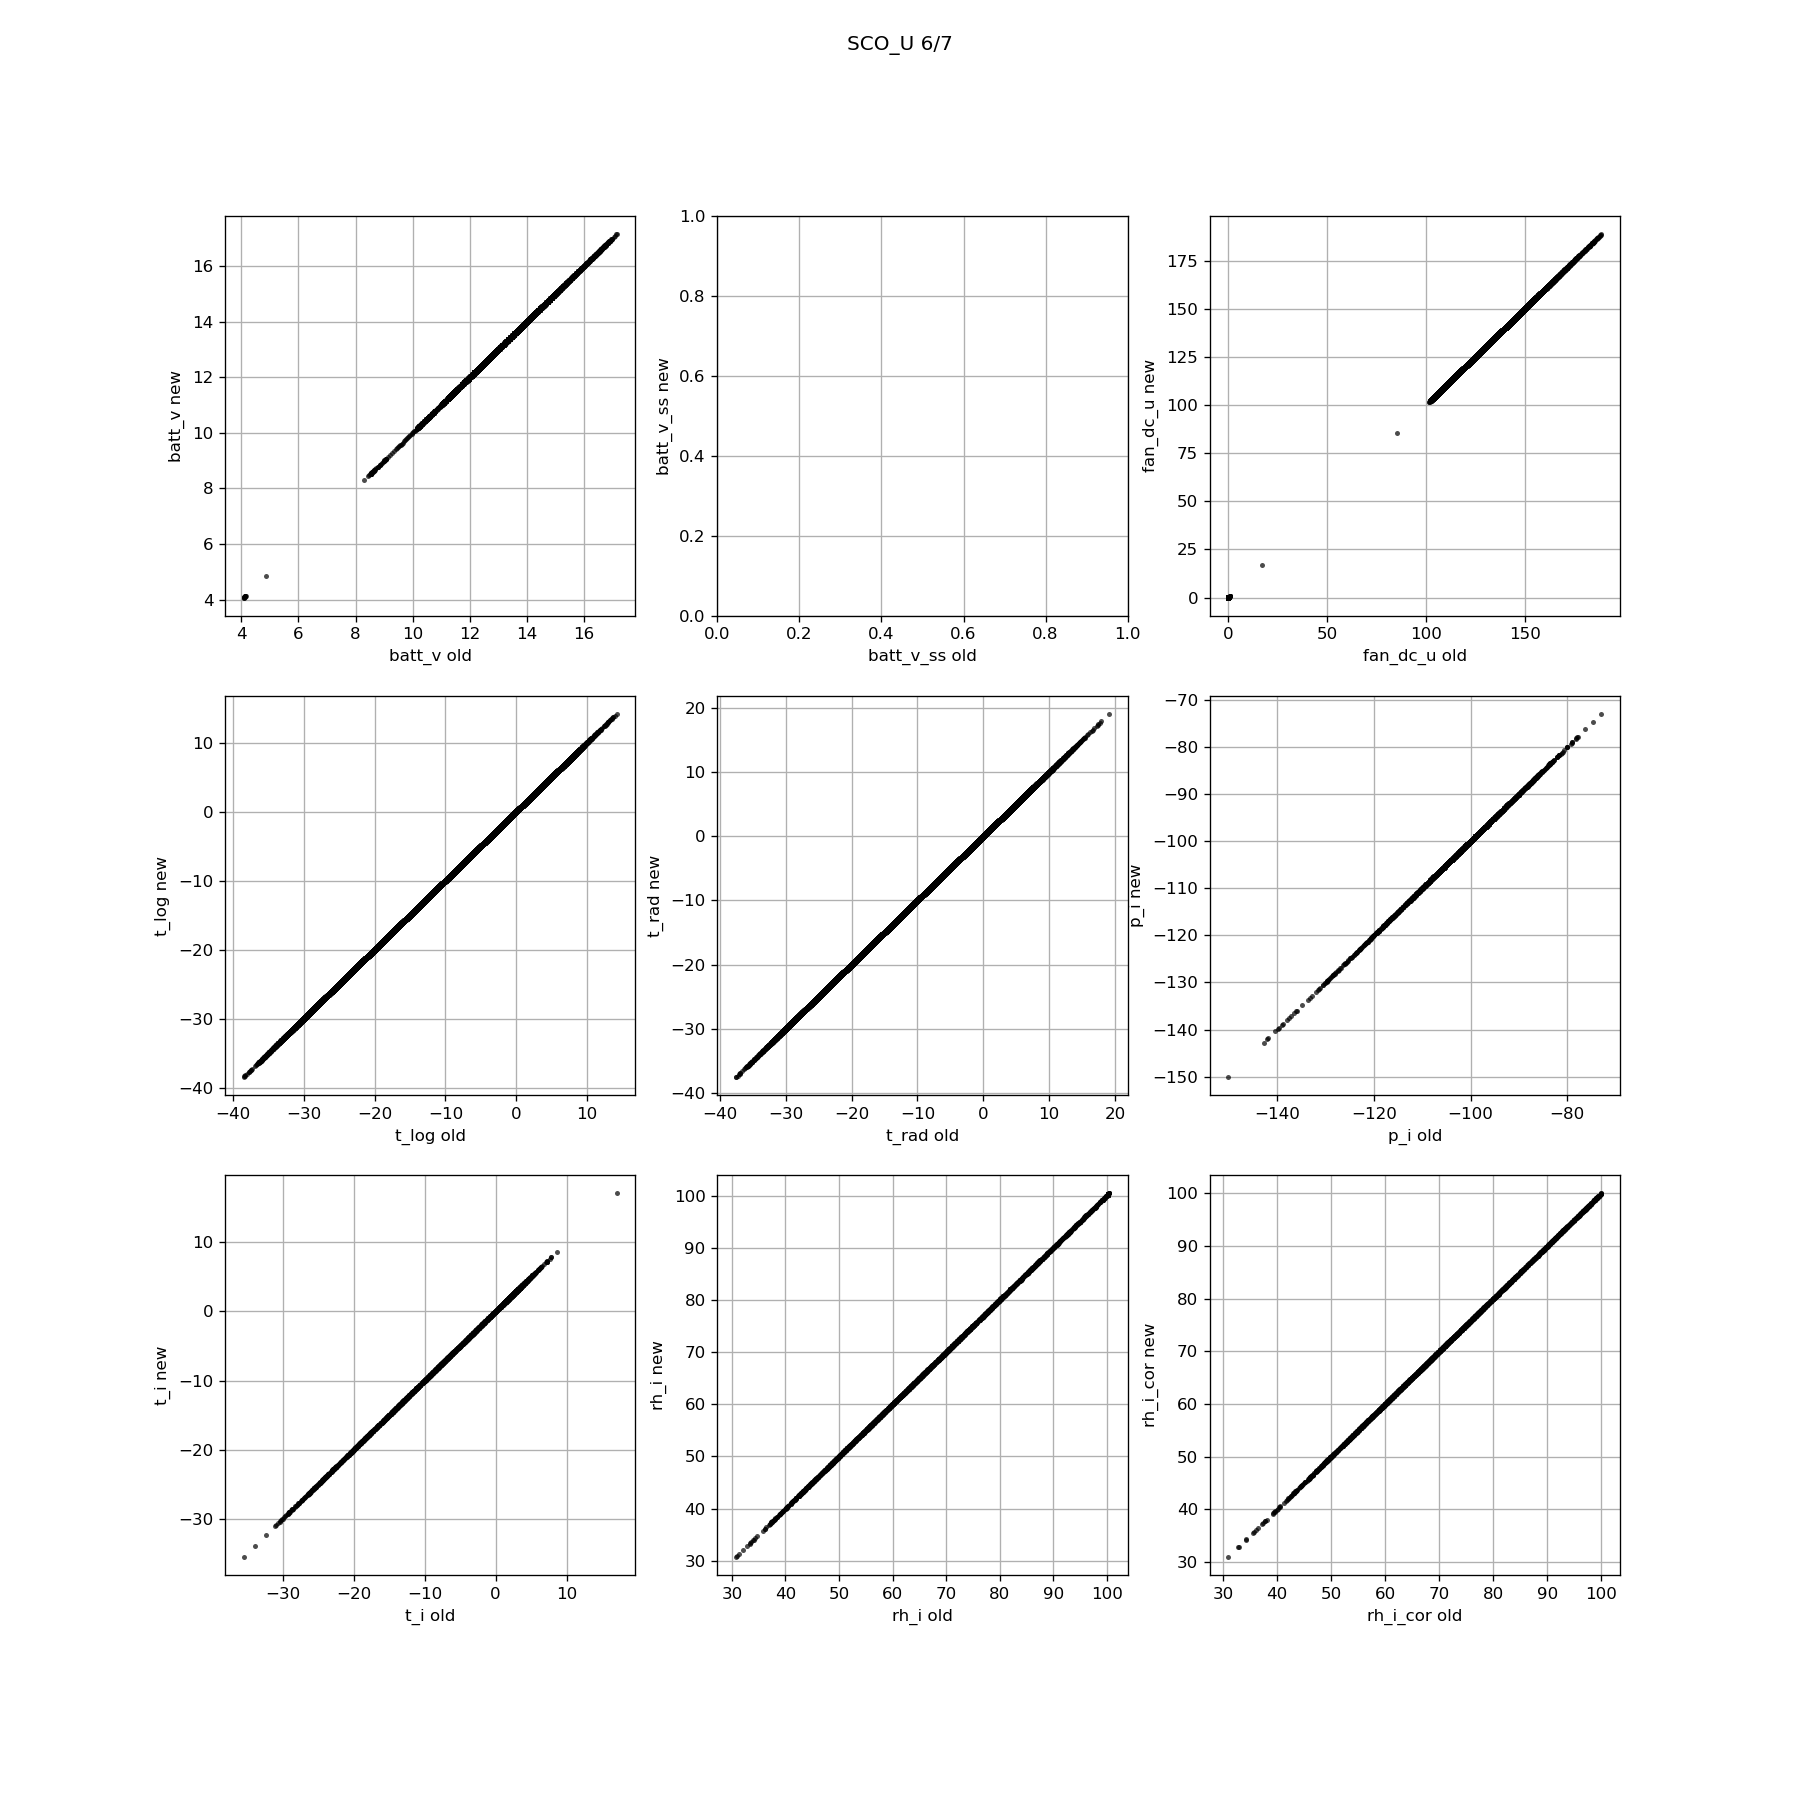 SCO_U 6/7
batt_v new
16
14
12
10
8
6
4
4 6 8 10 12 14 16
batt_v old
batt_v_ss new
1.0
0.8
0.6
0.4
0.2
0.0
0.0 0.2 0.4 0.6 0.8 1.0
batt_v_ss old
fan_dc_u new
175
150
125
100
75
50
25
0
0 50 100 150
fan_dc_u old
t_log new
10
0
−10
−20
−30
−40
−40 −30 −20 −10 0 10
t_log old
t_rad new
20
10
0
−10
−20
−30
−40
−40 −30 −20 −10 0 10 20
t_rad old
p_i new
−70
−80
−90
−100
−110
−120
−130
−140
−150
−140 −120 −100 −80
p_i old
t_i new
10
0
−10
−20
−30
−30 −20 −10 0 10
t_i old
rh_i new
100
90
80
70
60
50
40
30
30 40 50 60 70 80 90 100
rh_i old
rh_i_cor new
100
90
80
70
60
50
40
30
30 40 50 60 70 80 90 100
rh_i_cor old